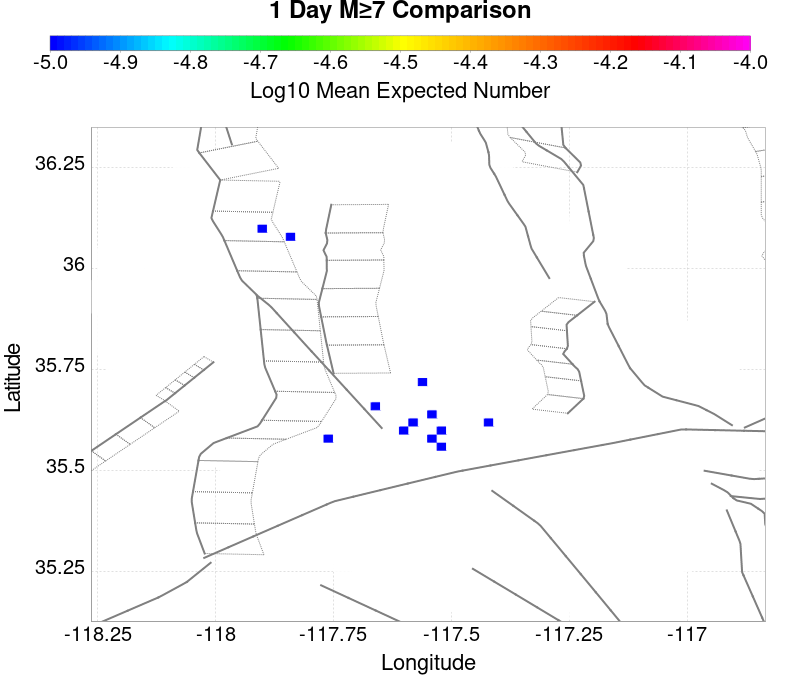 1 Day M≥7 Comparison
-5.0 -4.9 -4.8 -4.7 -4.6 -4.5 -4.4 -4.3 -4.2 -4.1 -4.0
Log10 Mean Expected Number
36.25
36
35.75
35.5
35.25
Latitude
-118.25 -118 -117.75 -117.5 -117.25 -117
Longitude